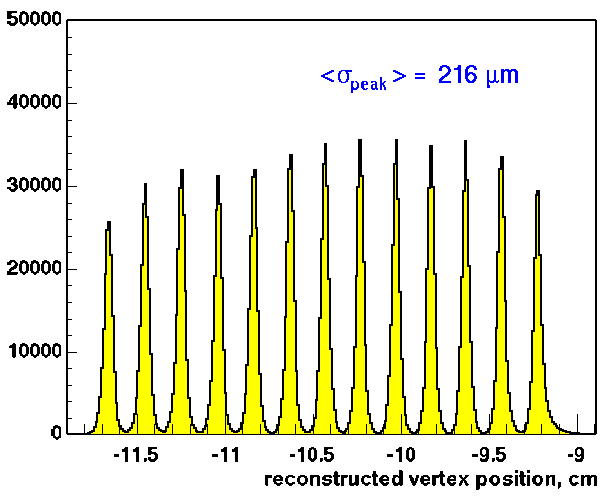 50000
<σpeak> = 216 μm
40000
30000
20000
10000
0
-11.5 -11 -10.5 -10 -9.5 -9
reconstructed vertex position, cm